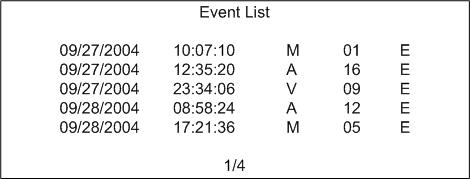 Event List
09/27/2004 10:07:10 M 01 E
09/27/2004 12:35:20 A 16 E
09/27/2004 23:34:06 V 09 E
09/28/2004 08:58:24 A 12 E
09/28/2004 17:21:36 M 05 E
1/4